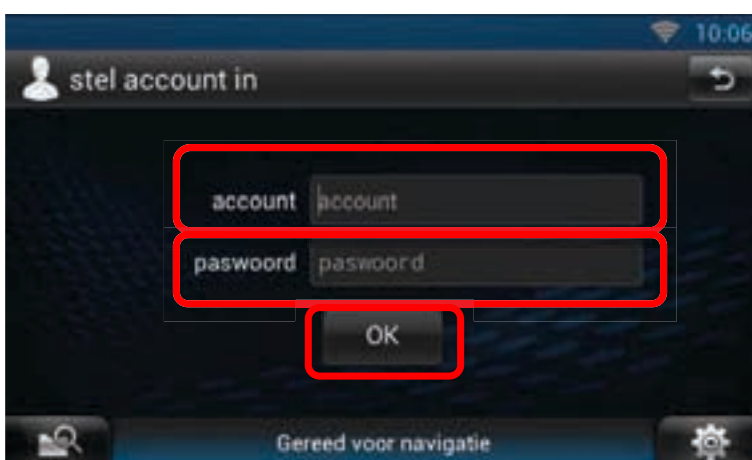 10:06
stel account in
account account
paswoord paswoord
OK
Gereed voor navigatie